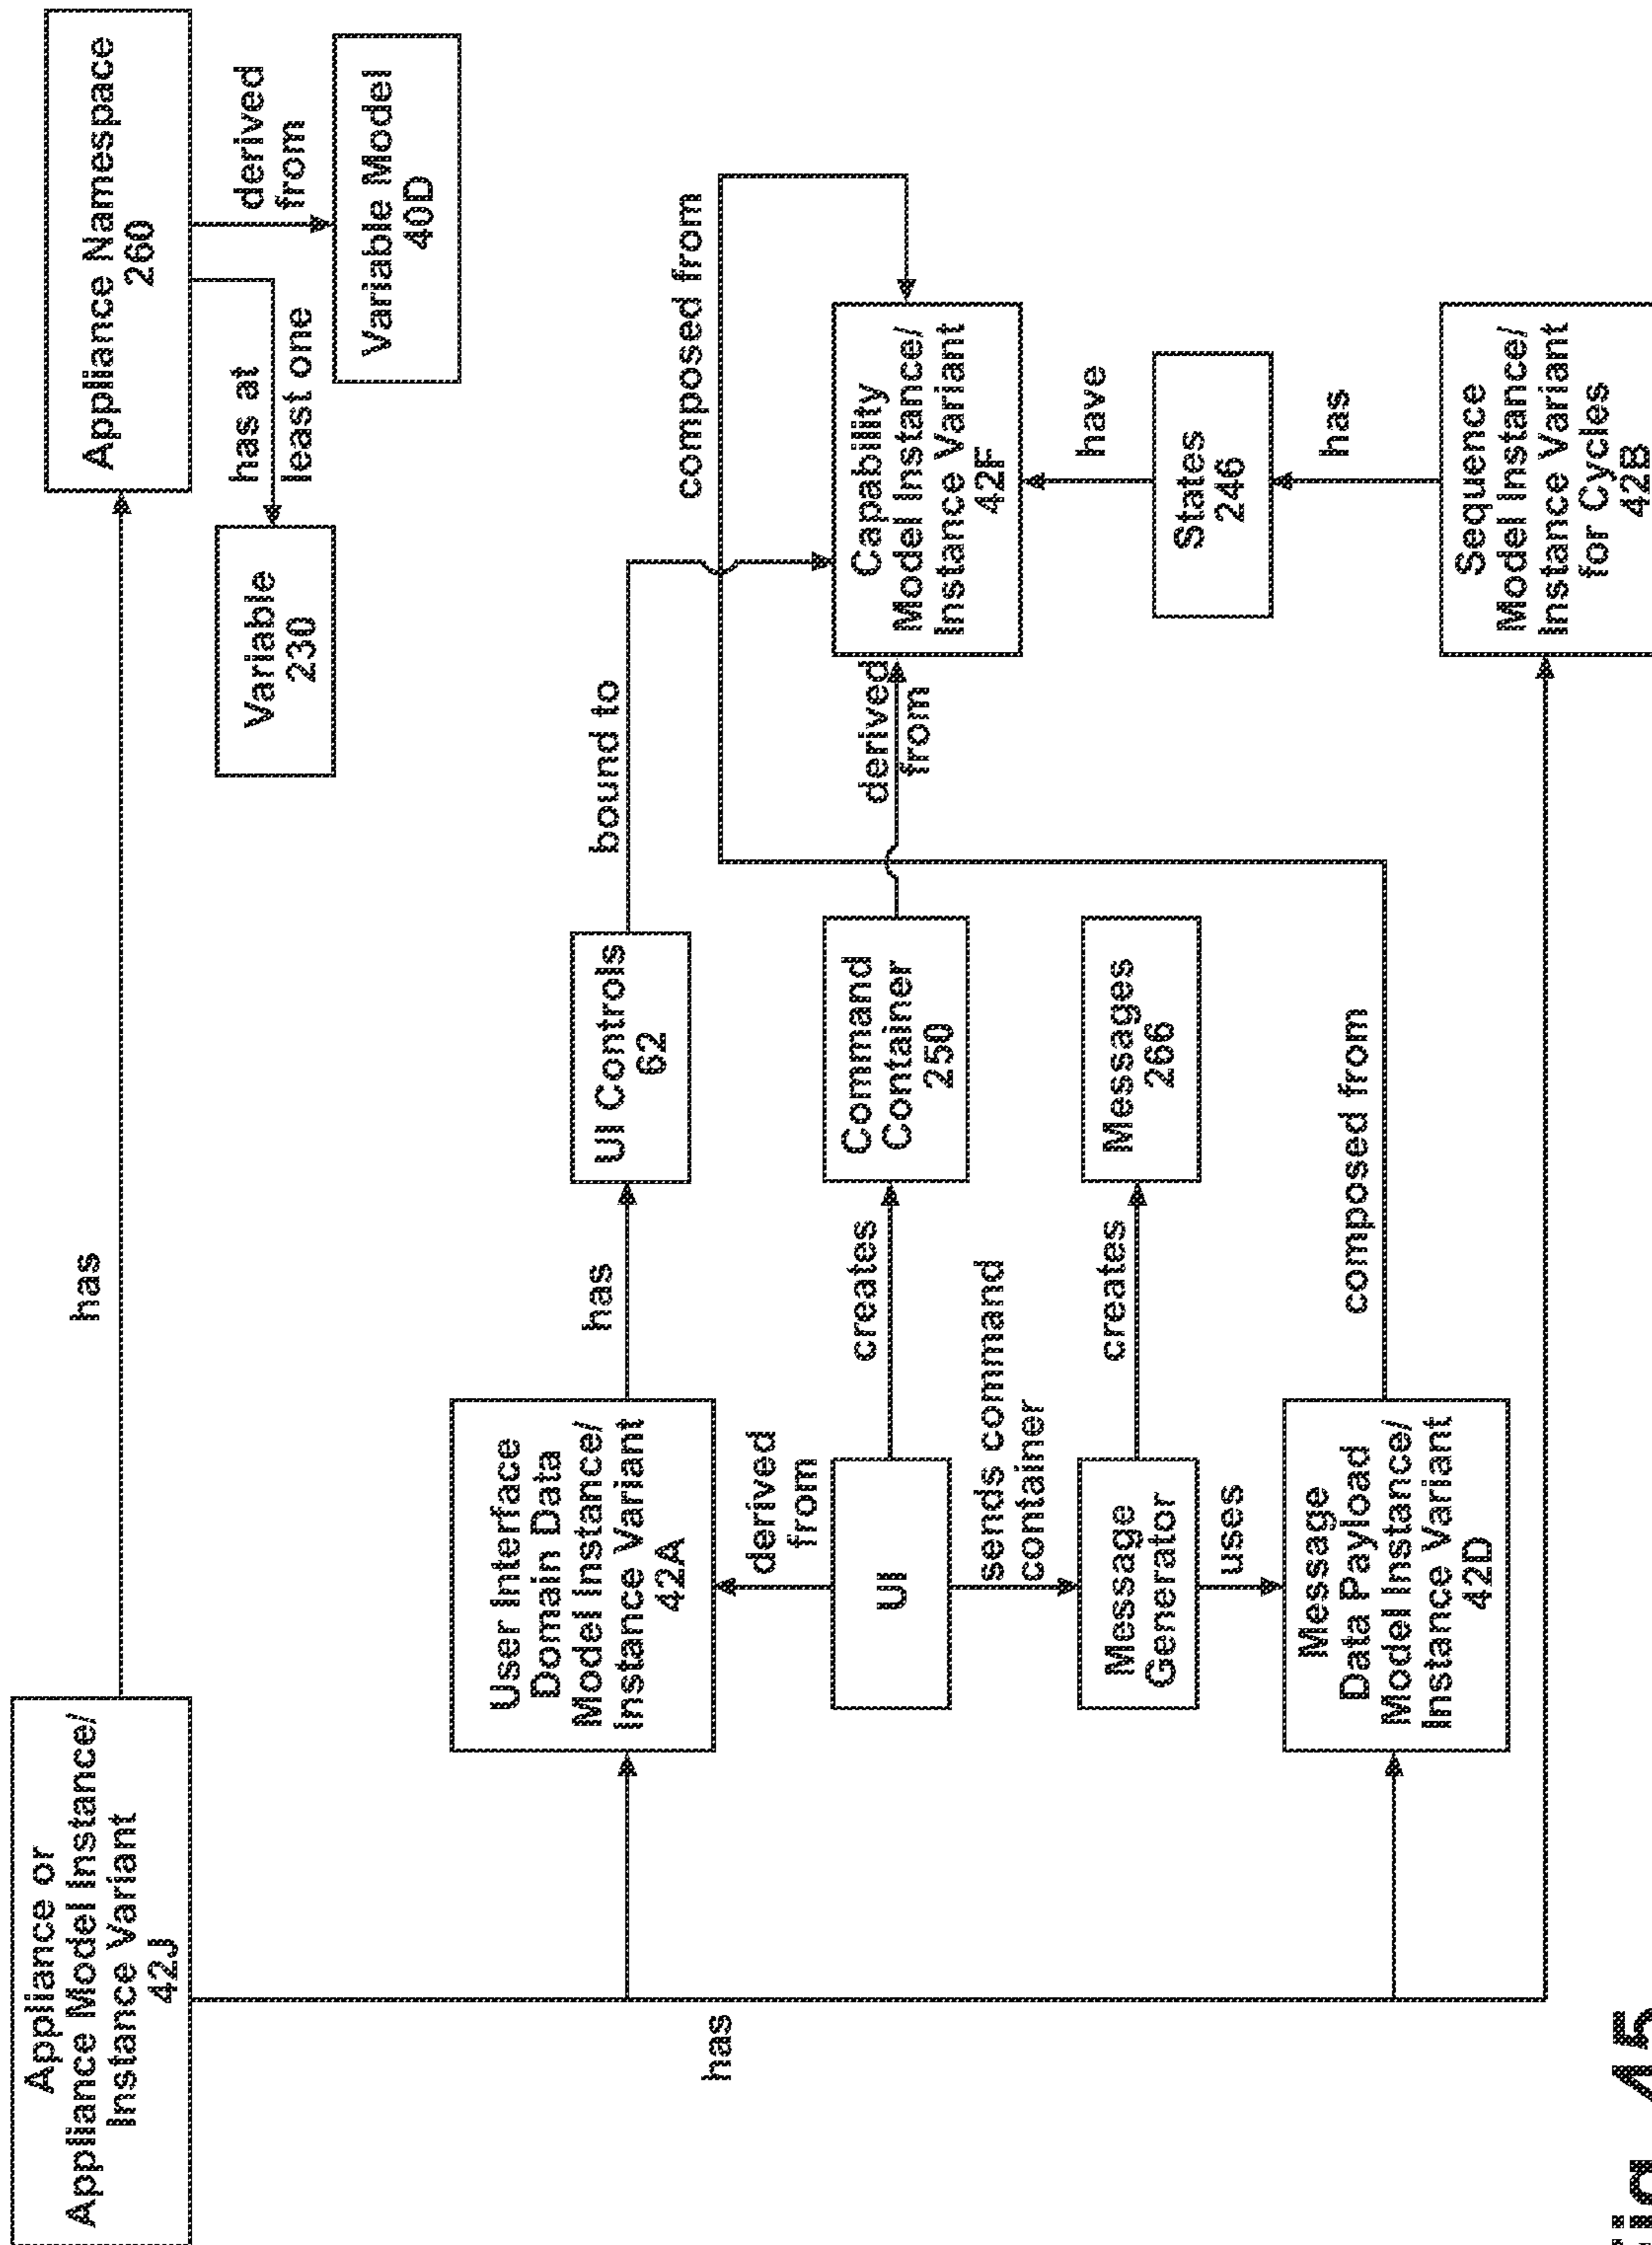 Appliance or
Appliance Model Instance/
Instance Variant
42J
has
Appliance Namespace
260
derived
from
has at
least one
Variable Model
40D
Variable
230
has
User Interface
Domain Data
Model Instance/
Instance Variant
42A
has
UI Controls
62
bound to
composed from
derived
from
UI
creates
Command
Container
250
derived
from
Capability
Model Instance/
Instance Variant
42F
sends command
container
have
Message
Generator
creates
Messages
266
States
246
uses
has
Message
Data Payload
Model Instance/
Instance Variant
42D
composed from
Sequence
Model Instance/
Instance Variant
for Cycles
42B